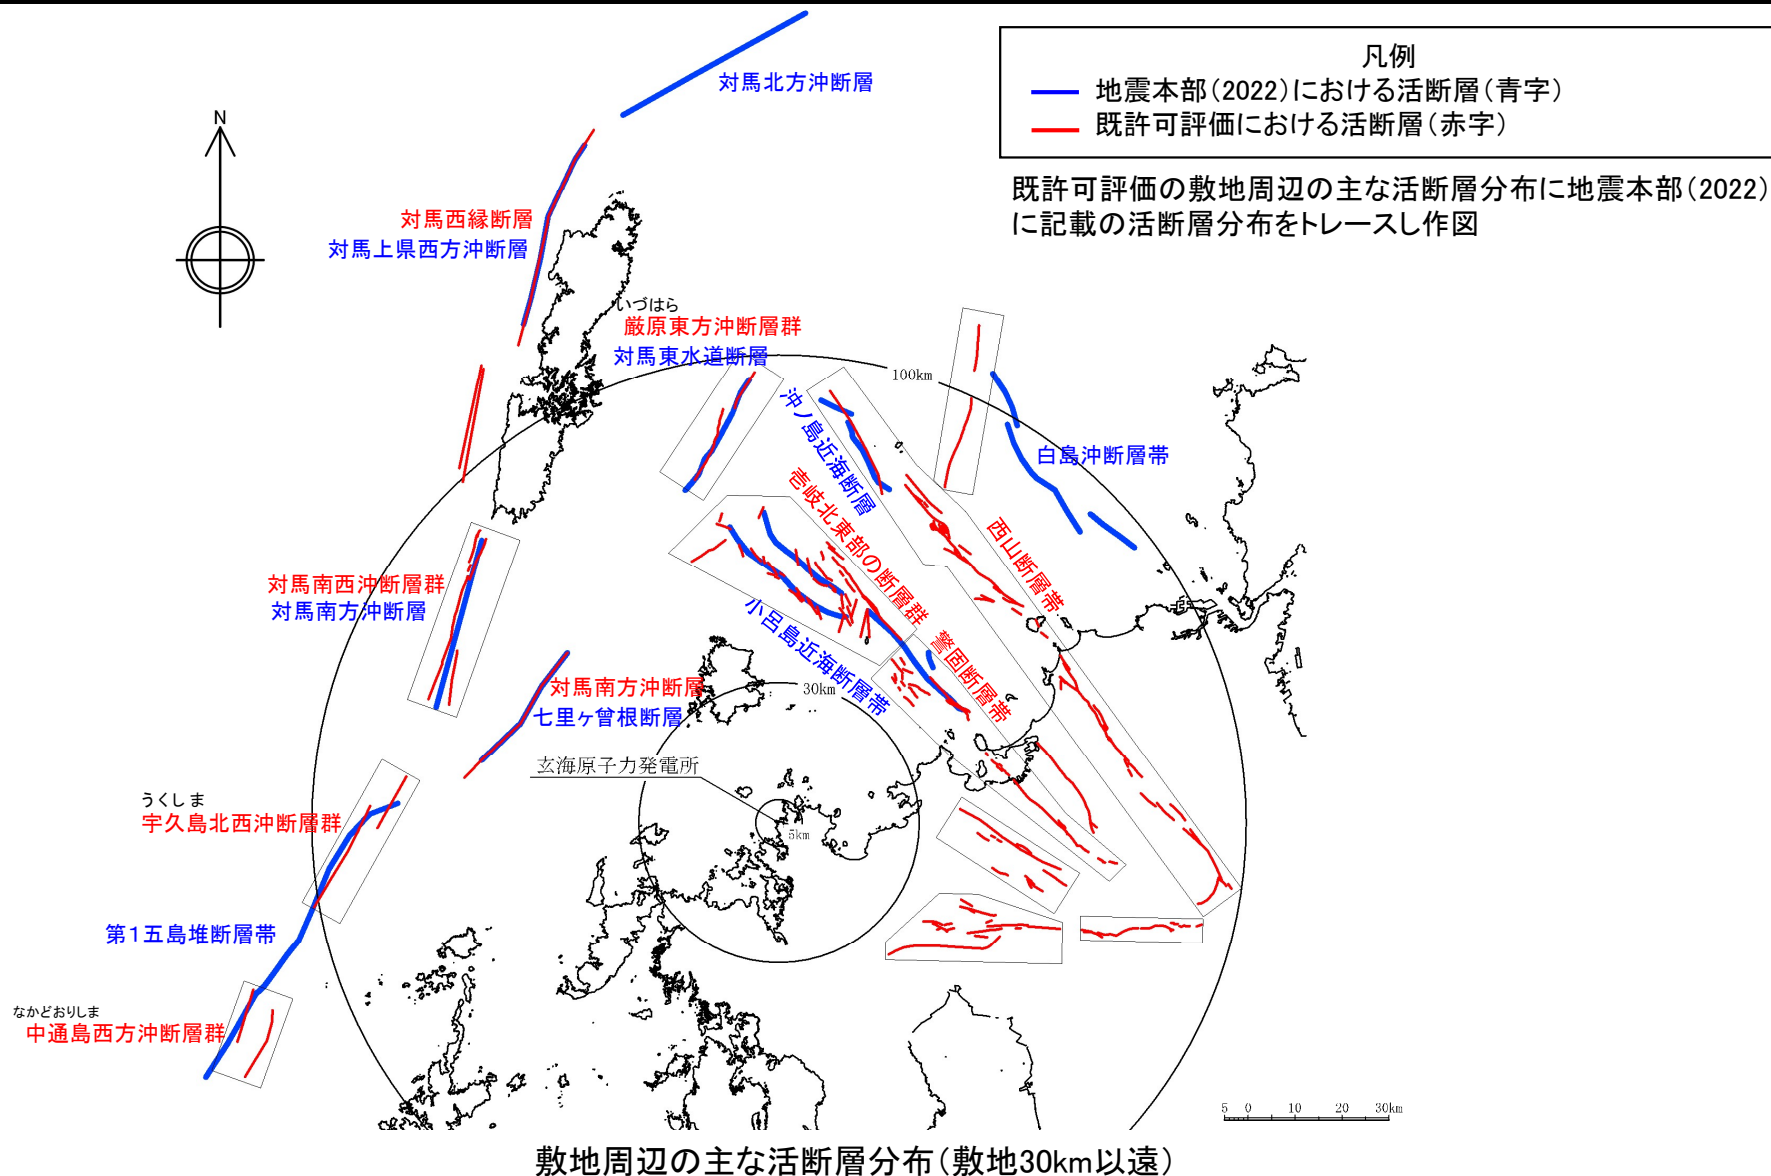 凡例
地震本部(2022)における活断層(青字)
既許可評価における活断層(赤字)
既許可評価の敷地周辺の主な活断層分布に地震本部(2022)
に記載の活断層分布をトレースし作図
対馬北方沖断層
N
対馬西縁断層
対馬上県西方沖断層
いづはら
厳原東方沖断層群
対馬東水道断層
100km
沖ノ島近海断層
白島沖断層帯
壱岐北東部の断層群
西山断層帯
対馬南西沖断層群
対馬南方沖断層
小呂島近海断層帯
警固断層帯
対馬南方沖断層
七里ヶ曾根断層
30km
玄海原子力発電所
5km
うくしま
宇久島北西沖断層群
第1五島堆断層帯
なかどおりしま
中通島西方沖断層群
5 0 10 20 30km
敷地周辺の主な活断層分布(敷地30km以遠)